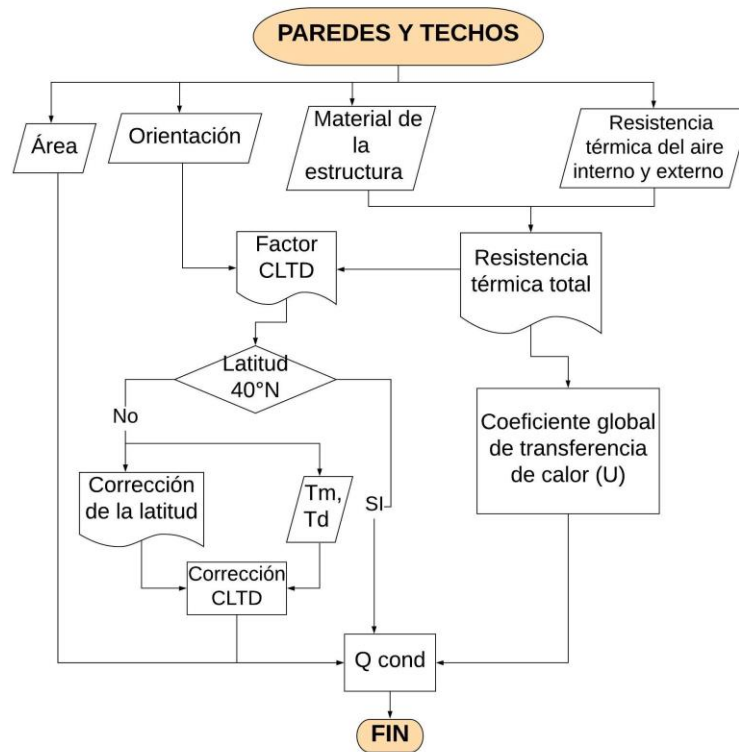 PAREDES Y TECHOS
Área
Orientación
Material de
la
estructura
Resistencia
térmica del aire
interno y externo
Factor
CLTD
Resistencia
térmica total
Latitud
40°N
No
Coeficiente global
de transferencia
de calor (U)
Corrección
de la latitud
Tm,
Td
SI
Corrección
CLTD
Q cond
FIN